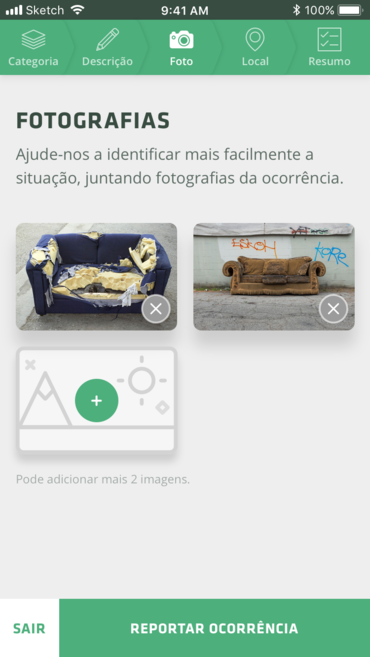 Sketch
9:41 AM
100%
Categoria
Descrição
Foto
Local
Resumo
FOTOGRAFIAS
Ajude-nos a identificar mais facilmente a
situação, juntando fotografias da ocorrência.
Pode adicionar mais 2 imagens.
SAIR
REPORTAR OCORRÊNCIA